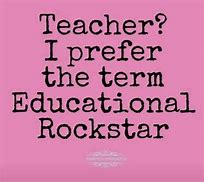 Teacher?
I prefer
the term
Educational
Rockstar